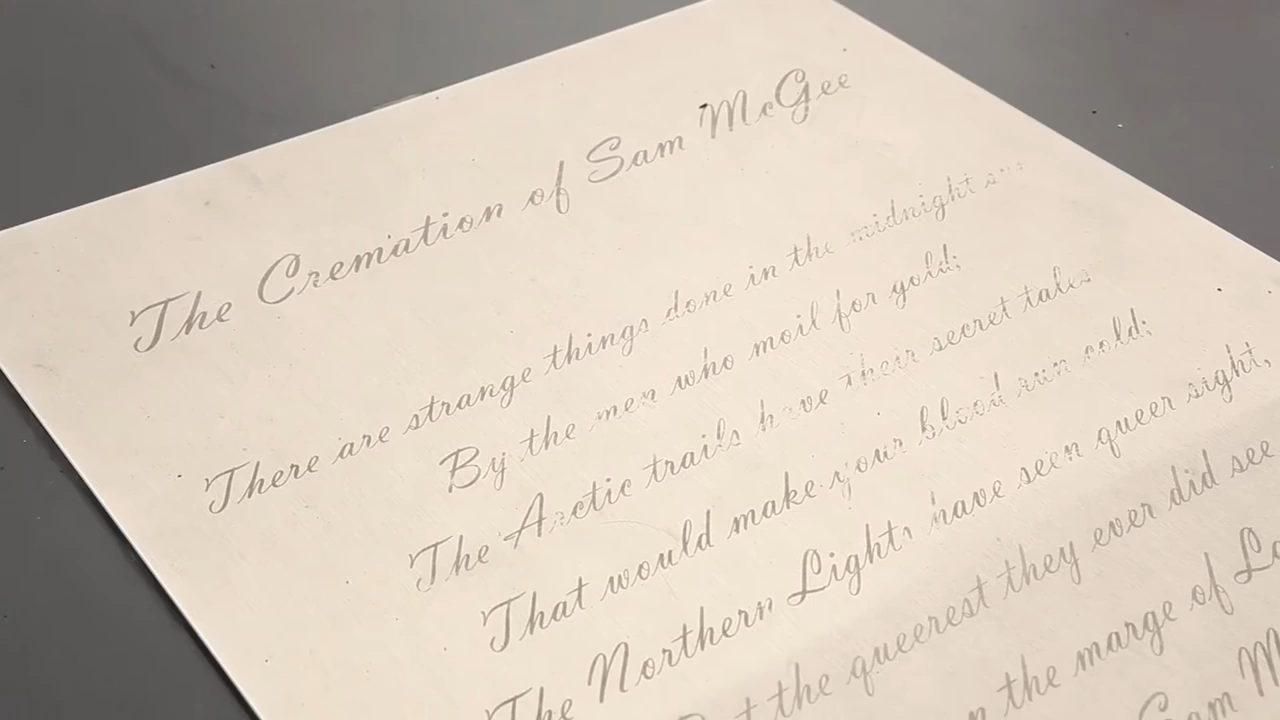 The Cremation of Sam McGee
There are strange things done in the midnight sun
By the men who moil for gold;
The Arctic trails have their secret tales
That would make your blood run cold;
The Northern Lights have seen queer sight,
the queerest they ever did see
the marge of
Sam